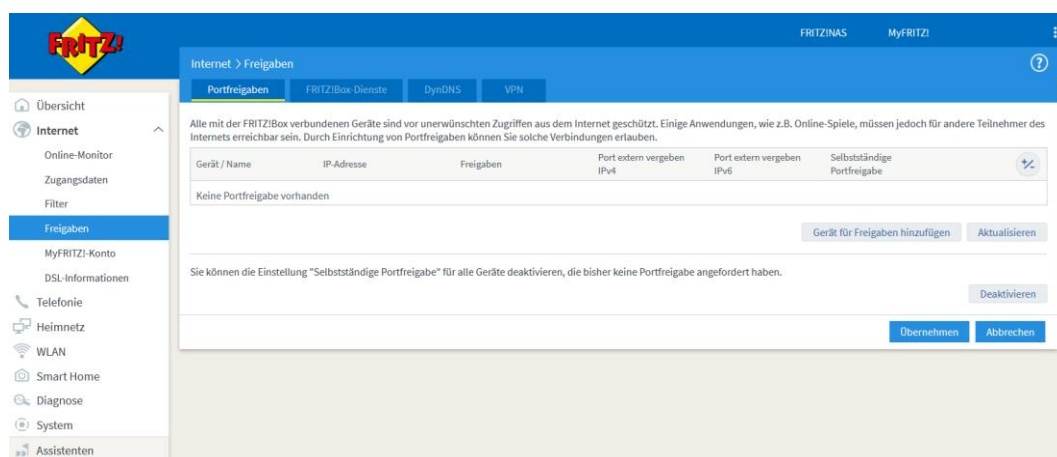 FRITZ!
FRITZ!NAS
MyFRITZ!
Internet > Freigaben
?
Portfreigaben
FRITZ!Box-Dienste
DynDNS
VPN
Übersicht
Internet
Online-Monitor
Zugangsdaten
Filter
Freigaben
MyFRITZ!-Konto
DSL-Informationen
Telefonie
Heimnetz
WLAN
Smart Home
Diagnose
System
Assistenten
Alle mit der FRITZ!Box verbundenen Geräte sind vor unerwünschten Zugriffen aus dem Internet geschützt. Einige Anwendungen, wie z.B. Online-Spiele, müssen jedoch für andere Teilnehmer des
Internets erreichbar sein. Durch Einrichtung von Portfreigaben können Sie solche Verbindungen erlauben.
Gerät / Name
IP-Adresse
Freigaben
Port extern vergeben
IPv4
Port extern vergeben
IPv6
Selbstständige
Portfreigabe
Keine Portfreigabe vorhanden
Gerät für Freigaben hinzufügen
Aktualisieren
Sie können die Einstellung "Selbstständige Portfreigabe" für alle Geräte deaktivieren, die bisher keine Portfreigabe angefordert haben.
Deaktivieren
Übernehmen
Abbrechen